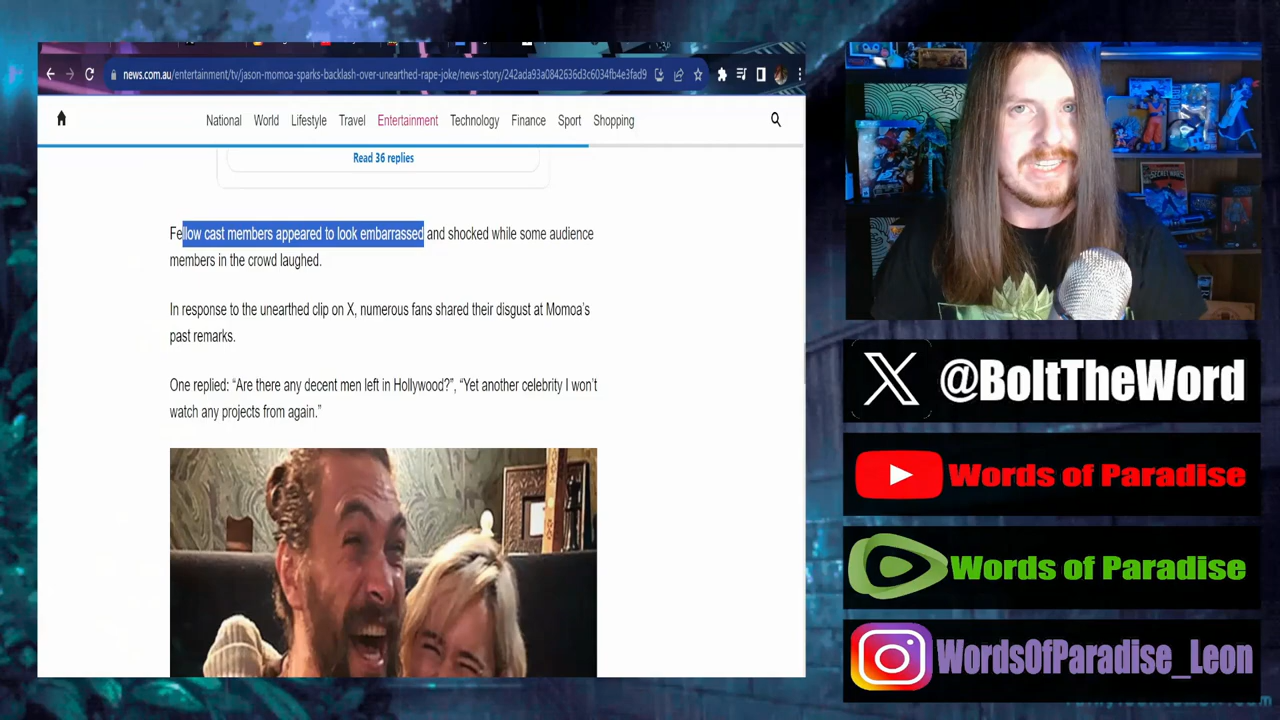 news.com.au/entertainment/tv/jason-momoa-sparks-backlash-over-unearthed-rape-joke/news-story/242ada93a0842636d3c6034fb4e3fad9
National World Lifestyle Travel Entertainment Technology Finance Sport Shopping
Read 36 replies
Fellow cast members appeared to look embarrassed and shocked while some audience
members in the crowd laughed.
In response to the unearthed clip on X, numerous fans shared their disgust at Momoa's
past remarks.
One replied: “Are there any decent men left in Hollywood?”, “Yet another celebrity I won't
watch any projects from again.”
SECRET WARS
X @BoltTheWord
Words of Paradise
Words of Paradise
WordsOfParadise_Leon